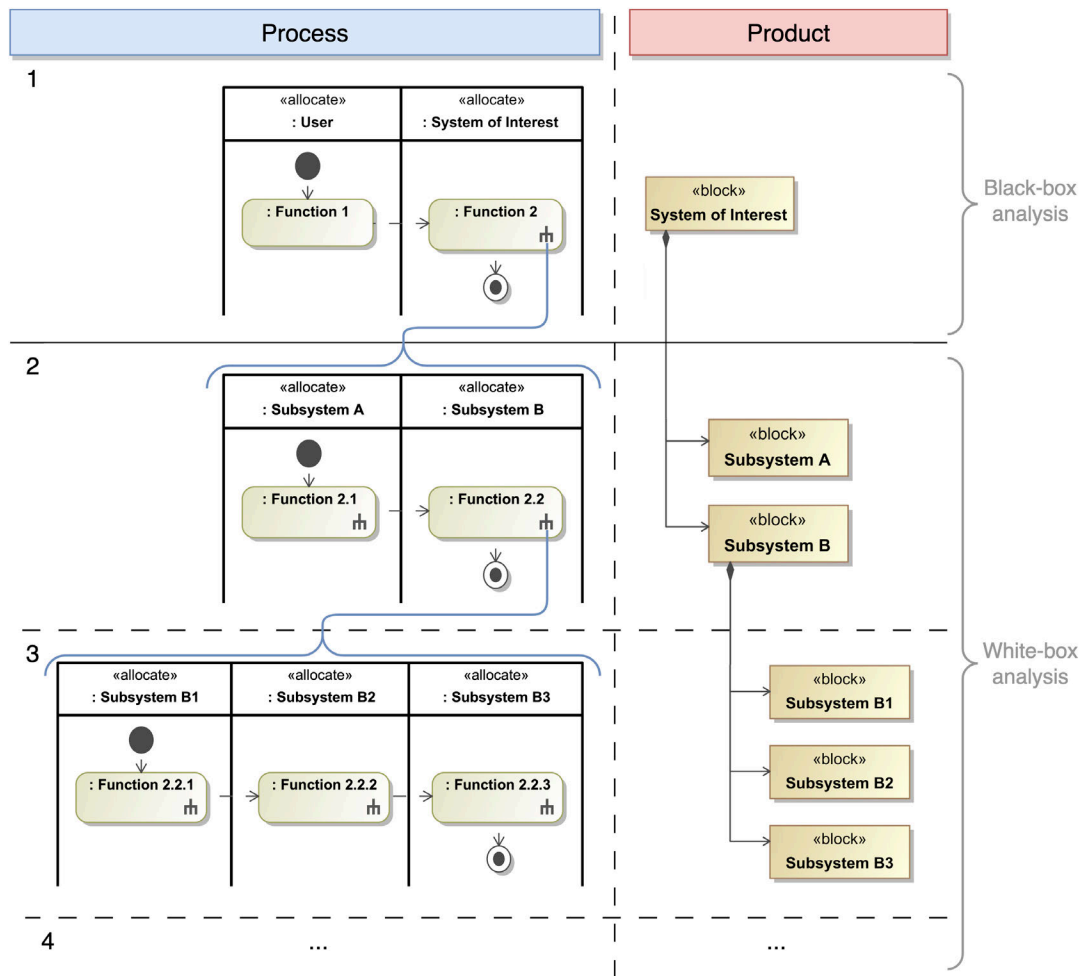 Process
Product
1
«allocate»
: User
«allocate»
: System of Interest
: Function 1
: Function 2
«block»
System of Interest
Black-box
analysis
2
«allocate»
: Subsystem A
«allocate»
: Subsystem B
: Function 2.1
: Function 2.2
«block»
Subsystem A
«block»
Subsystem B
White-box
analysis
3
«allocate»
: Subsystem B1
«allocate»
: Subsystem B2
«allocate»
: Subsystem B3
: Function 2.2.1
: Function 2.2.2
: Function 2.2.3
«block»
Subsystem B1
«block»
Subsystem B2
«block»
Subsystem B3
4
...
...